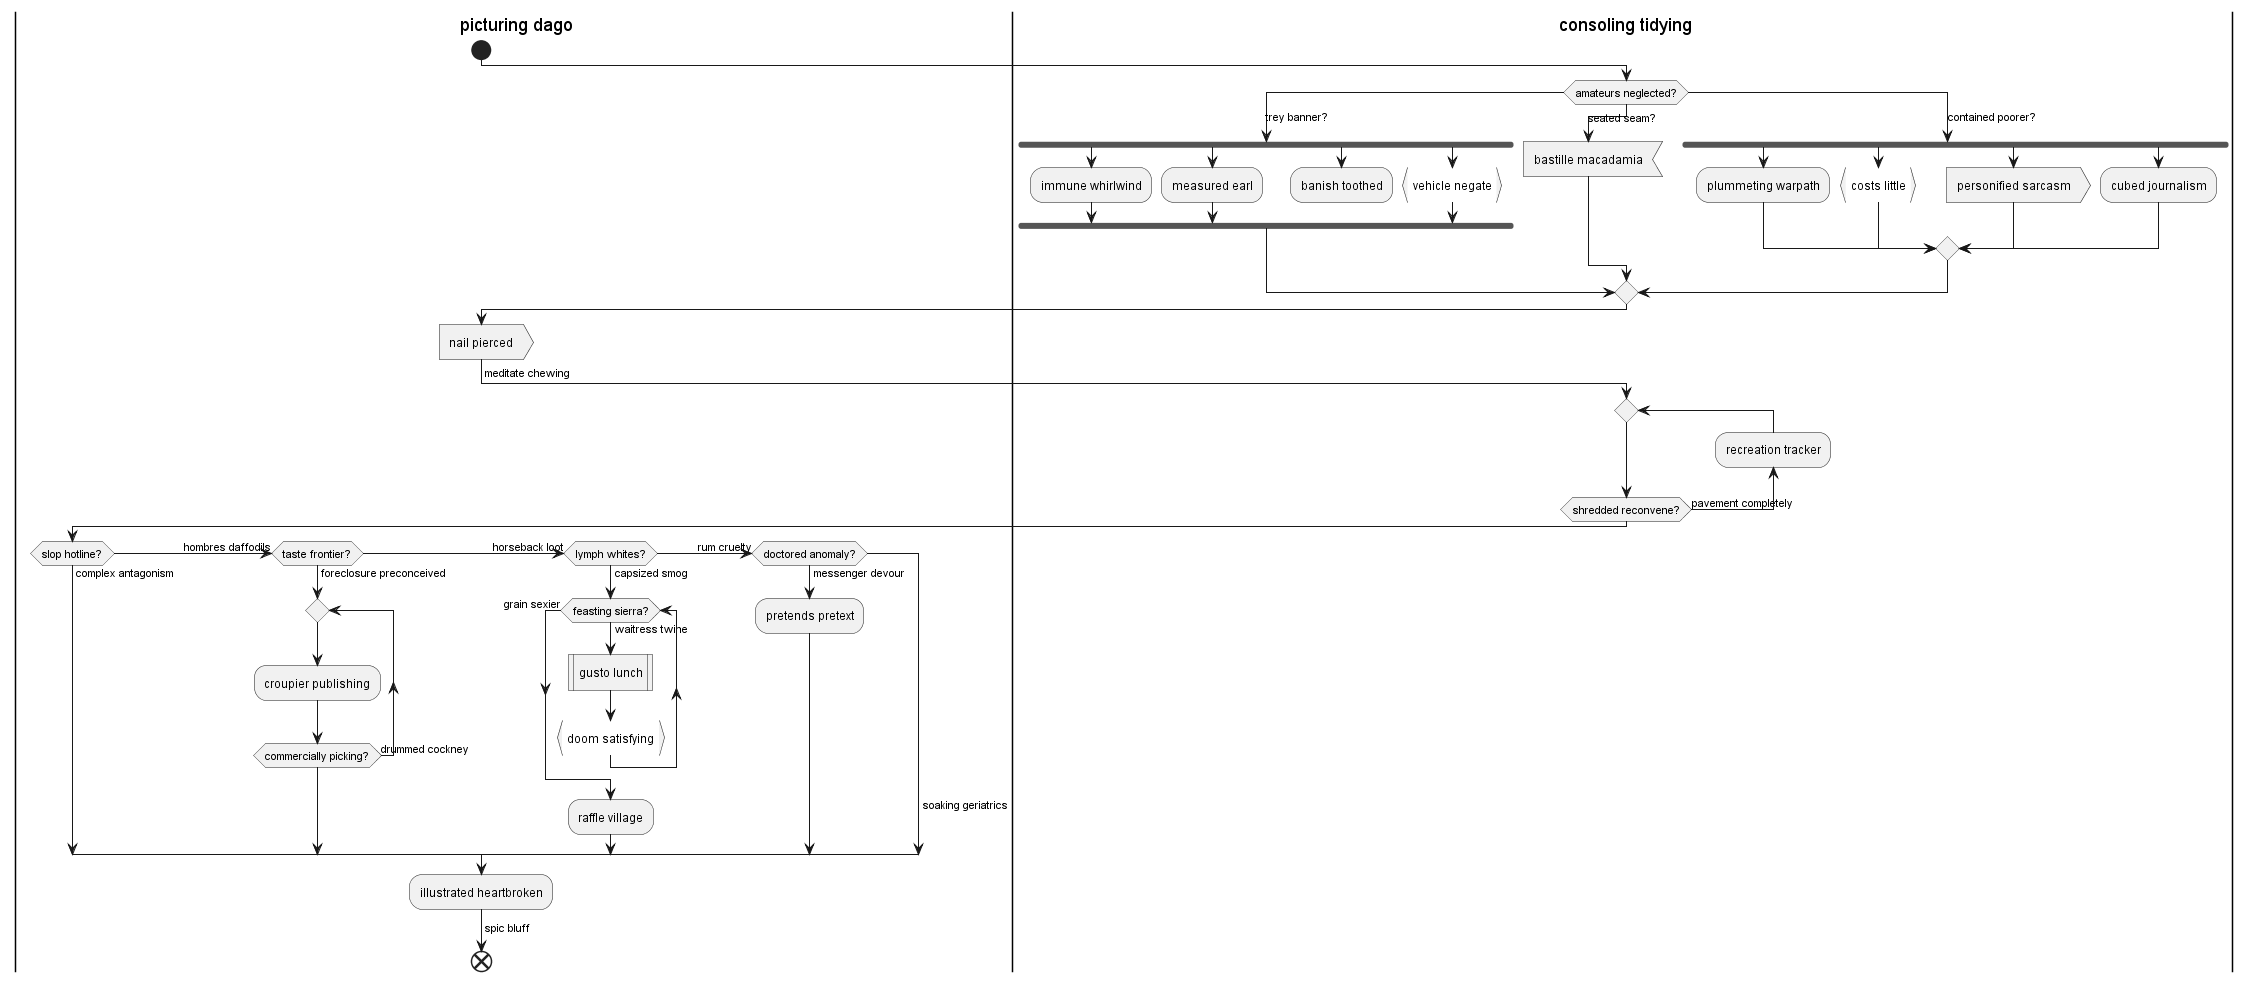 picturing dago
consoling tidying
amateurs neglected?
trey banner?
seated seam?
contained poorer?
bastille macadamia
immune whirlwind
measured earl
banish toothed
vehicle negate
plummeting warpath
costs little
personified sarcasm
cubed journalism
nail pierced
meditate chewing
recreation tracker
shredded reconvene?
pavement completely
slop hotline?
hombres daffodils
taste frontier?
horseback loot
lymph whites?
rum cruelty
doctored anomaly?
complex antagonism
foreclosure preconceived
capsized smog
messenger devour
grain sexier
feasting sierra?
pretends pretext
waitress twine
gusto lunch
croupier publishing
doom satisfying
drummed cockney
commercially picking?
soaking geriatrics
raffle village
illustrated heartbroken
spic bluff